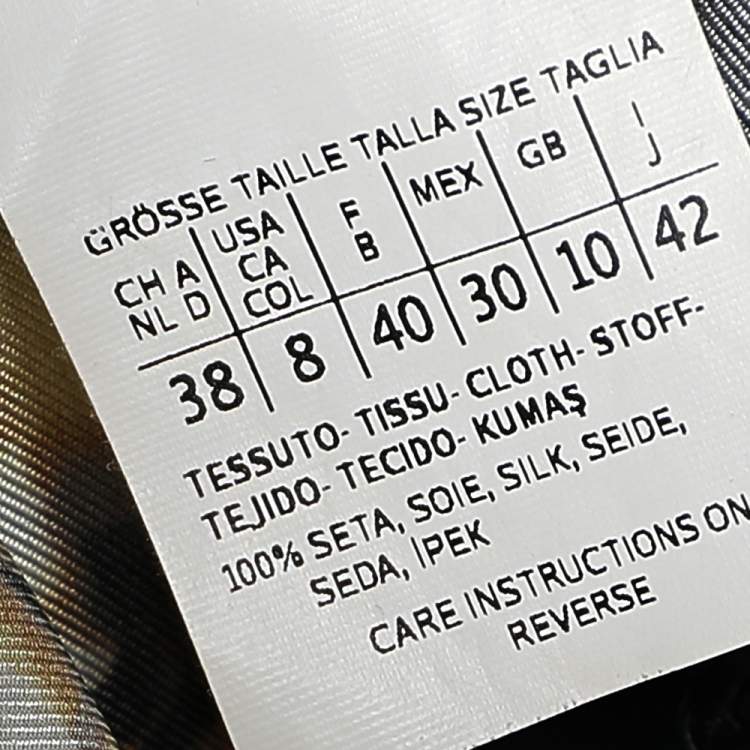 GRÖSSE TAILLE TALLA SIZE TAGLIA
CH A NL D USA CA COL F B MEX GB I J
38 8 40 30 10 42
TESSUTO- TISSU- CLOTH- STOFF-
TEJIDO- TECIDO- KUMAŞ
100% SETA, SOIE, SILK, SEIDE,
SEDA, IPEK
CARE INSTRUCTIONS ON
REVERSE